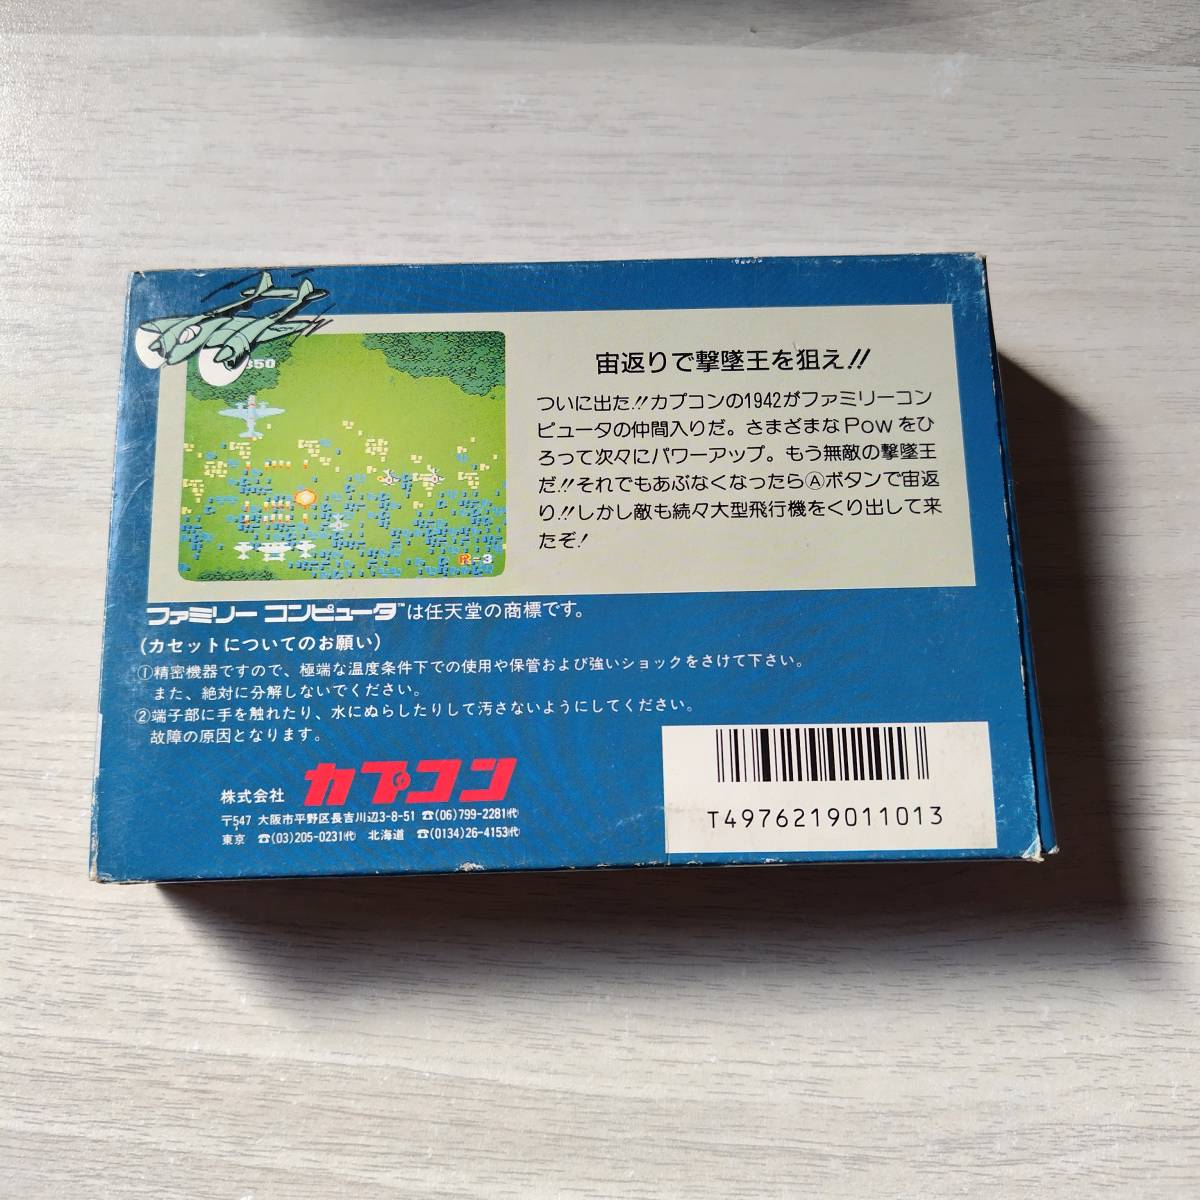 850
R-3
宙返りで撃墜王を狙え!!
ついに出た!!カプコンの1942がファミリーコン
ピュータの仲間入りだ。さまざまなPowをひ
ろって次々にパワーアップ。もう無敵の撃墜王
だ!!それでもあぶなくなったらⒶボタンで宙返
り!!しかし敵も続々大型飛行機をくり出して来
たぞ!
ファミリー コンピュータ™は任天堂の商標です。
(カセットについてのお願い)
①精密機器ですので、極端な温度条件下での使用や保管および強いショックをさけて下さい。
また、絶対に分解しないでください。
②端子部に手を触れたり、水にぬらしたりして汚さないようにしてください。
故障の原因となります。
株式会社 カプコン
〒547 大阪市平野区長吉川辺3-8-51 ☎(06)799-2281㈹
東京 ☎(03)205-0231㈹ 北海道 ☎(0134)26-4153㈹
T4976219011013